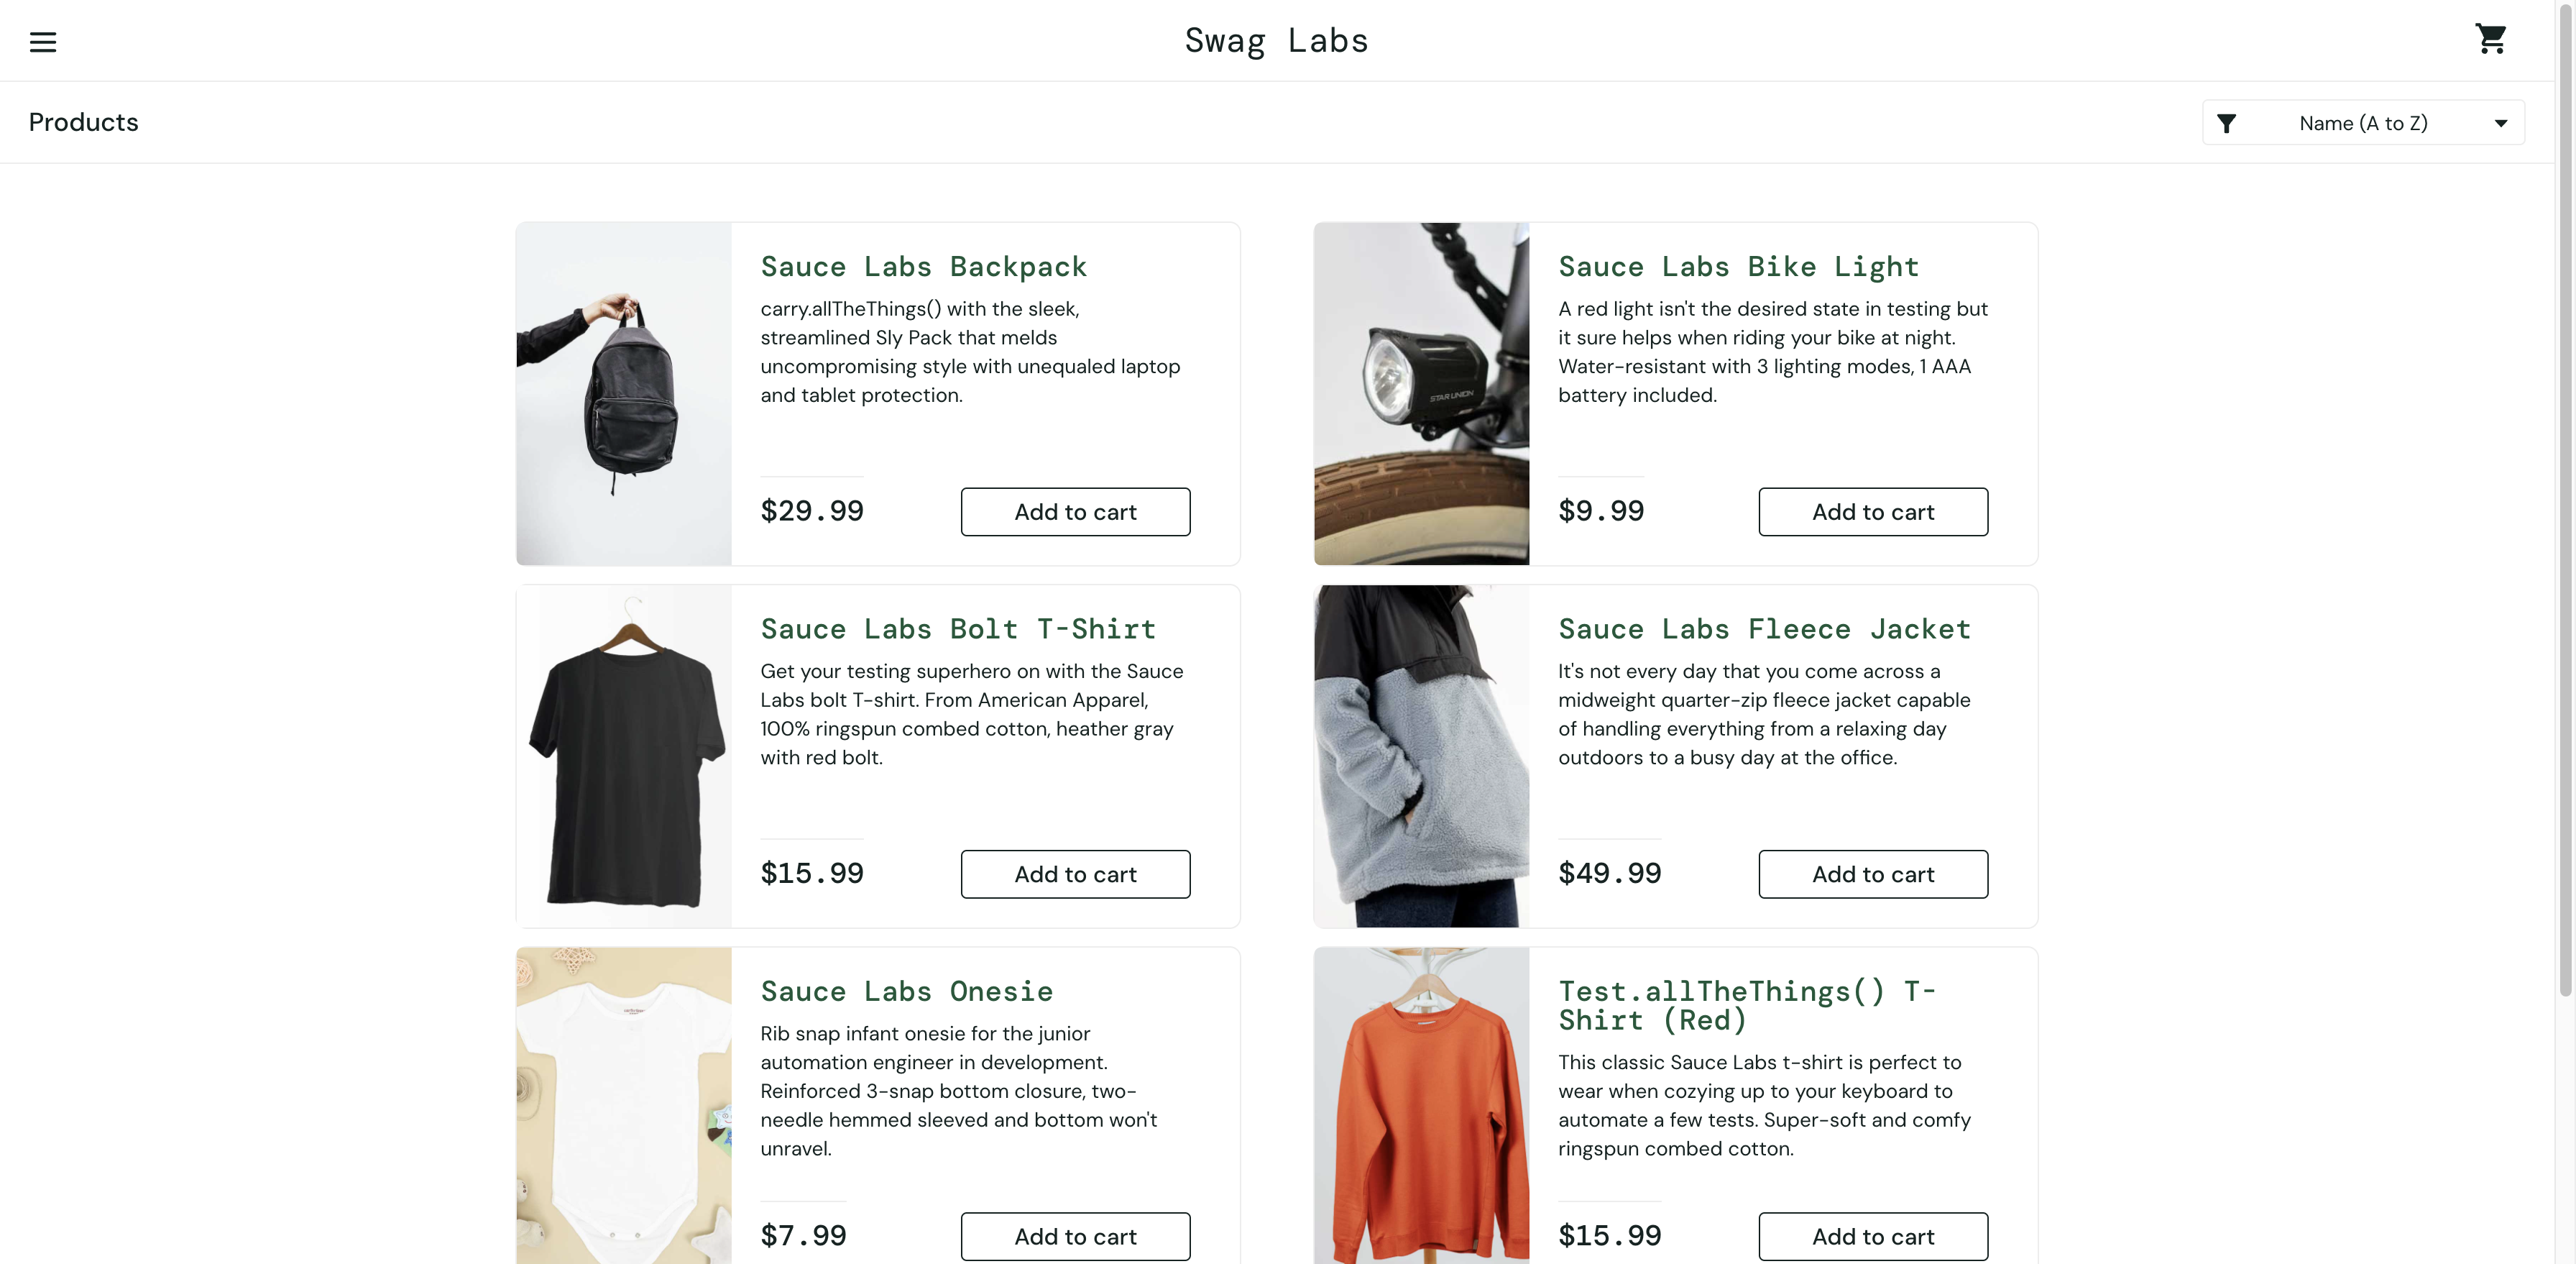 Swag Labs
Products
Name (A to Z)
Sauce Labs Backpack
carry.allTheThings() with the sleek,
streamlined Sly Pack that melds
uncompromising style with unequaled laptop
and tablet protection.
$29.99
Add to cart
Sauce Labs Bike Light
A red light isn't the desired state in testing but
it sure helps when riding your bike at night.
Water-resistant with 3 lighting modes, 1 AAA
battery included.
$9.99
Add to cart
STAR UNION
Sauce Labs Bolt T-Shirt
Get your testing superhero on with the Sauce
Labs bolt T-shirt. From American Apparel,
100% ringspun combed cotton, heather gray
with red bolt.
$15.99
Add to cart
Sauce Labs Fleece Jacket
It's not every day that you come across a
midweight quarter-zip fleece jacket capable
of handling everything from a relaxing day
outdoors to a busy day at the office.
$49.99
Add to cart
Sauce Labs Onesie
Rib snap infant onesie for the junior
automation engineer in development.
Reinforced 3-snap bottom closure, two-
needle hemmed sleeved and bottom won't
unravel.
$7.99
Add to cart
Test.allTheThings() T-
Shirt (Red)
This classic Sauce Labs t-shirt is perfect to
wear when cozying up to your keyboard to
automate a few tests. Super-soft and comfy
ringspun combed cotton.
$15.99
Add to cart